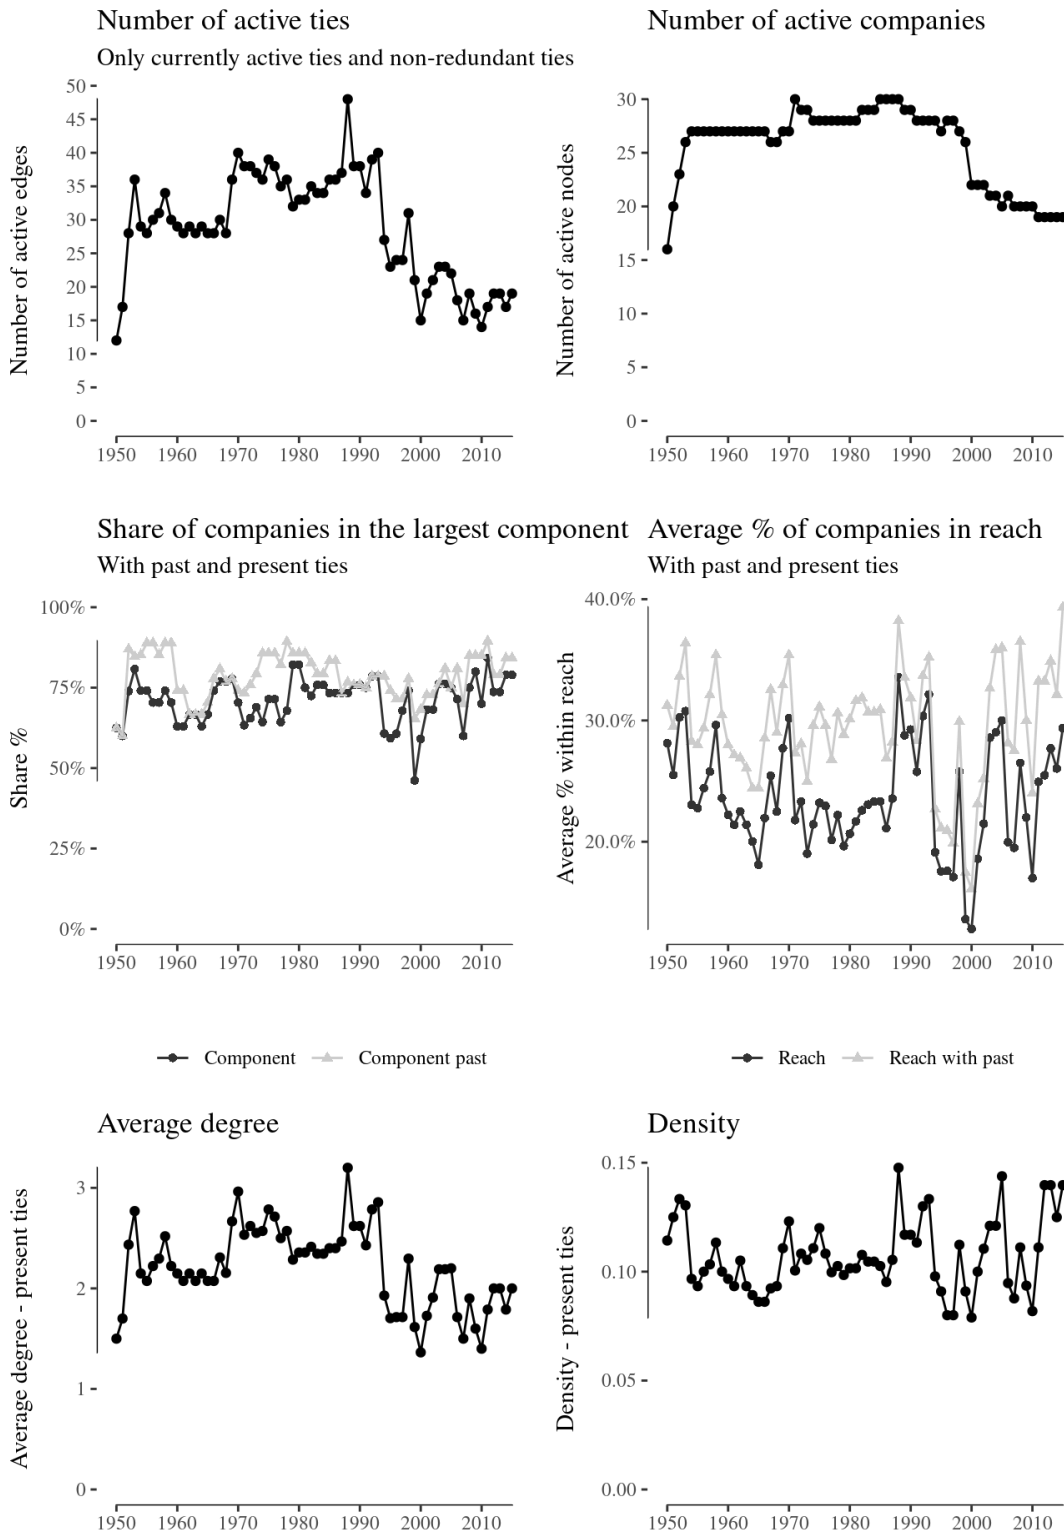 Number of active ties
Only currently active ties and non-redundant ties
Number of active edges
50
45
40
35
30
25
20
15
10
5
0
1950 1960 1970 1980 1990 2000 2010
Number of active companies
Number of active nodes
30
25
20
15
10
5
0
1950 1960 1970 1980 1990 2000 2010
Share of companies in the largest component
With past and present ties
Share %
100%
75%
50%
25%
0%
1950 1960 1970 1980 1990 2000 2010
Component Component past
Average % of companies in reach
With past and present ties
Average % within reach
40.0%
30.0%
20.0%
1950 1960 1970 1980 1990 2000 2010
Reach Reach with past
Average degree
Average degree - present ties
3
2
1
0
1950 1960 1970 1980 1990 2000 2010
Density
Density - present ties
0.15
0.10
0.05
0.00
1950 1960 1970 1980 1990 2000 2010